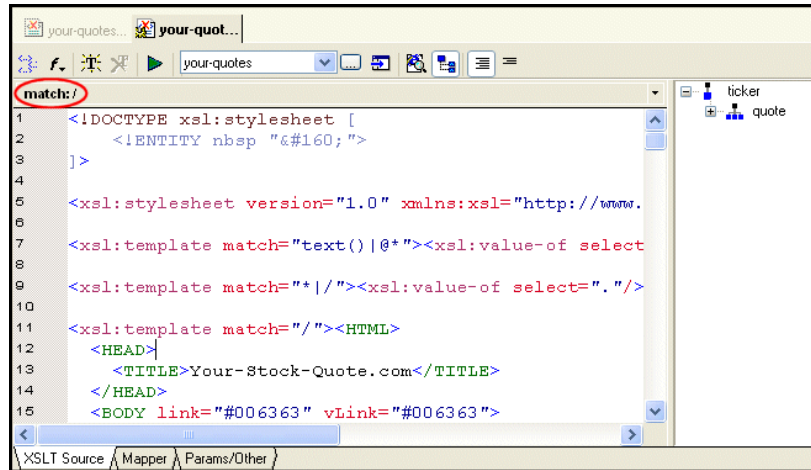 your-quotes... your-quot...
your-quotes
match:/
ticker
quote
1 <!DOCTYPE xsl:stylesheet [
2 <!ENTITY nbsp "&#160;">
3 ]>
4
5 <xsl:stylesheet version="1.0" xmlns:xsl="http://www.
6
7 <xsl:template match="text()|@*"><xsl:value-of select
8
9 <xsl:template match="*|/"><xsl:value-of select="."/>
10
11 <xsl:template match="/"><HTML>
12 <HEAD>
13 <TITLE>Your-Stock-Quote.com</TITLE>
14 </HEAD>
15 <BODY link="#006363" vLink="#006363">
XSLT Source Mapper Params/Other